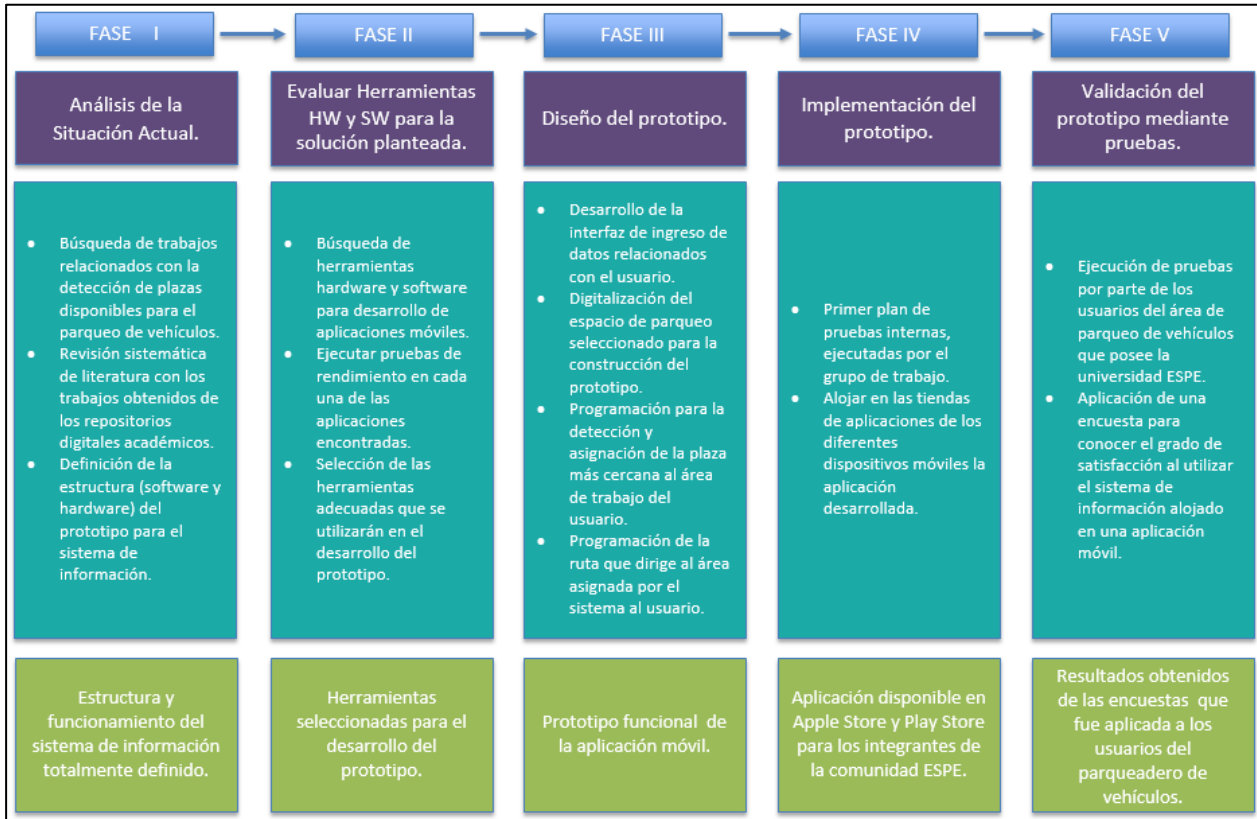 FASE I
FASE II
FASE III
FASE IV
FASE V
Análisis de la
Situación Actual.
Evaluar Herramientas
HW y SW para la
solución planteada.
Diseño del prototipo.
Implementación del
prototipo.
Validación del
prototipo mediante
pruebas.
● Búsqueda de trabajos
relacionados con la
detección de plazas
disponibles para el
parqueo de vehículos.
● Revisión sistemática
de literatura con los
trabajos obtenidos de
los repositorios
digitales académicos.
● Definición de la
estructura (software y
hardware) del
prototipo para el
sistema de
información.
● Búsqueda de
herramientas
hardware y software
para desarrollo de
aplicaciones móviles.
● Ejecutar pruebas de
rendimiento en cada
una de las
aplicaciones
encontradas.
● Selección de las
herramientas
adecuadas que se
utilizarán en el
desarrollo del
prototipo.
● Desarrollo de la
interfaz de ingreso de
datos relacionados
con el usuario.
● Digitalización del
espacio de parqueo
seleccionado para la
construcción del
prototipo.
● Programación para la
detección y
asignación de la plaza
más cercana al área
de trabajo del
usuario.
● Programación de la
ruta que dirige al área
asignada por el
sistema al usuario.
● Primer plan de
pruebas internas,
ejecutadas por el
grupo de trabajo.
● Alojar en las tiendas
de aplicaciones de los
diferentes
dispositivos móviles la
aplicación
desarrollada.
● Ejecución de pruebas
por parte de los
usuarios del área de
parqueo de vehículos
que posee la
universidad ESPE.
● Aplicación de una
encuesta para
conocer el grado de
satisfacción al utilizar
el sistema de
información alojado
en una aplicación
móvil.
Estructura y
funcionamiento del
sistema de información
totalmente definido.
Herramientas
seleccionadas para el
desarrollo del
prototipo.
Prototipo funcional de
la aplicación móvil.
Aplicación disponible en
Apple Store y Play Store
para los integrantes de
la comunidad ESPE.
Resultados obtenidos
de las encuestas que
fue aplicada a los
usuarios del
parqueadero de
vehículos.